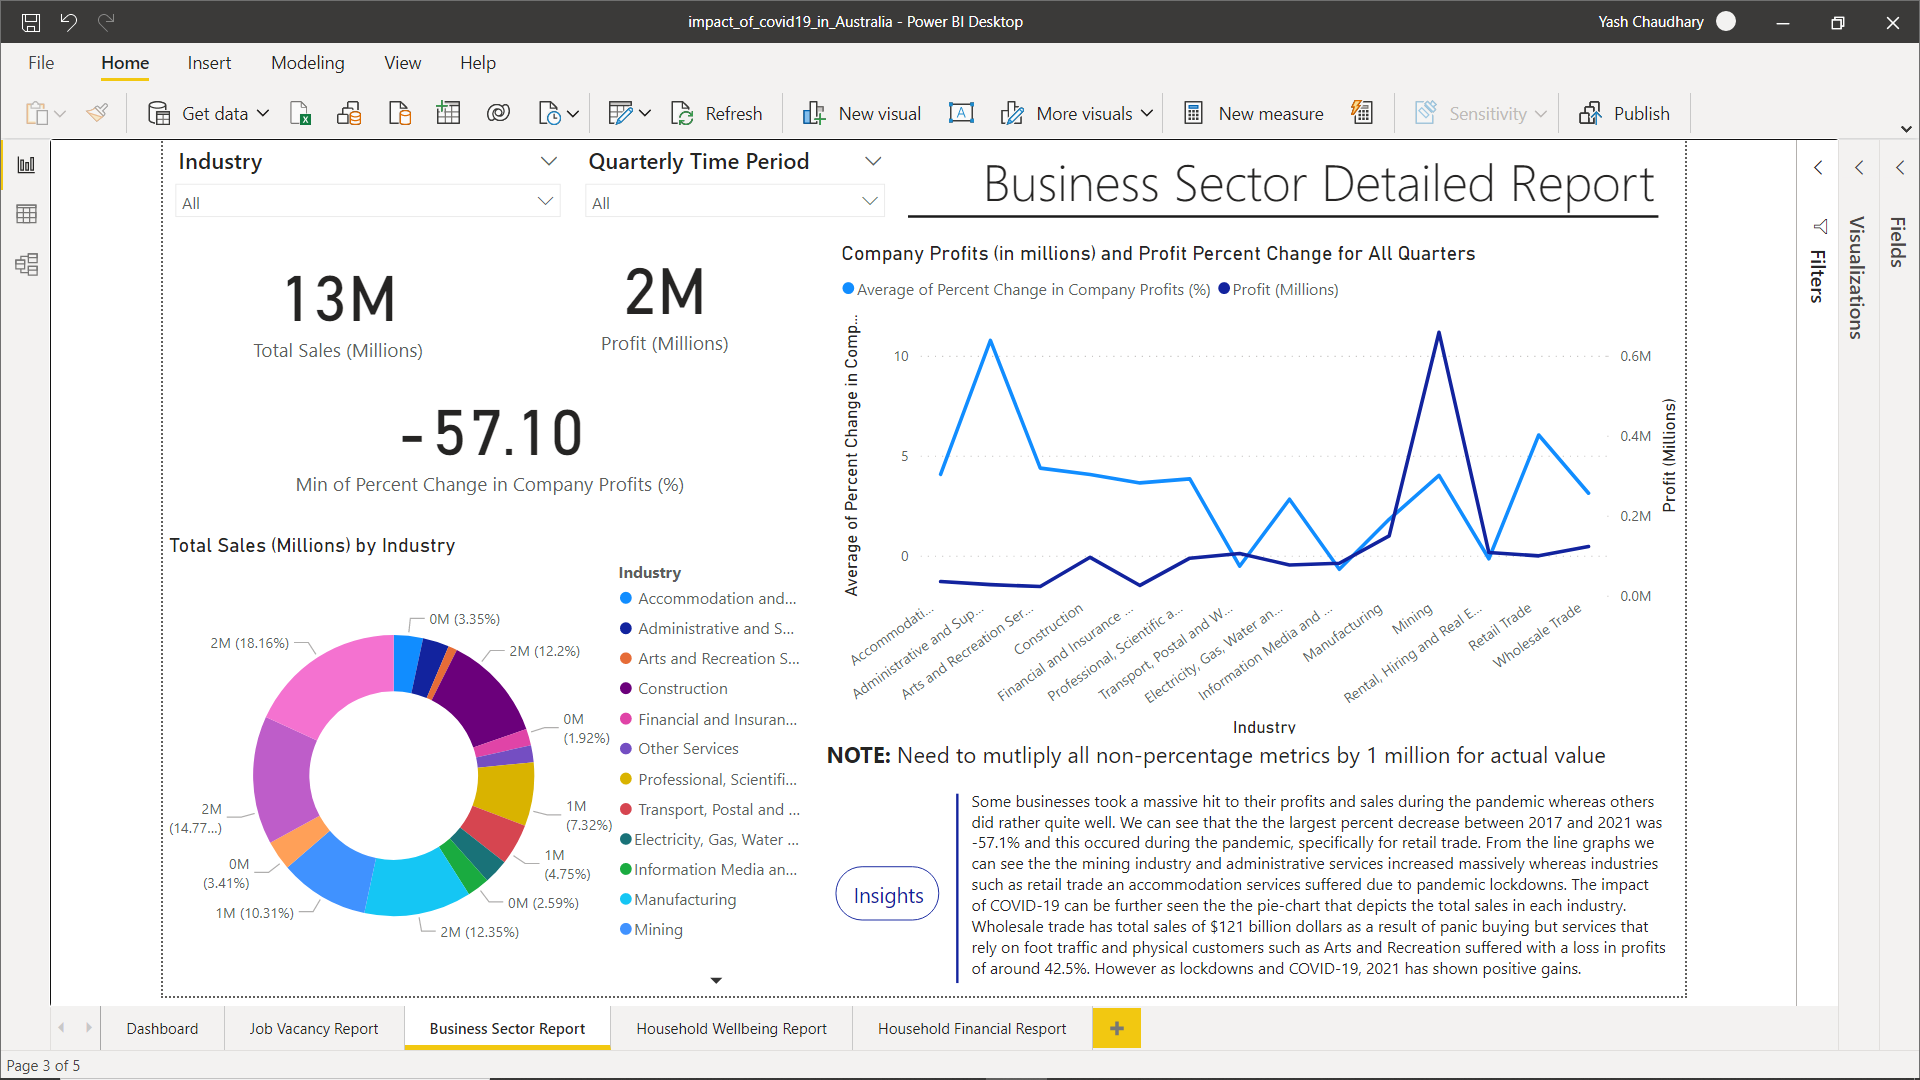 impact_of_covid19_in_Australia - Power BI Desktop
Yash Chaudhary
File
Home
Insert
Modeling
View
Help
Get data
Refresh
New visual
More visuals
New measure
Sensitivity
Publish
Industry
All
Quarterly Time Period
All
Business Sector Detailed Report
13M
Total Sales (Millions)
2M
Profit (Millions)
-57.10
Min of Percent Change in Company Profits (%)
Company Profits (in millions) and Profit Percent Change for All Quarters
Average of Percent Change in Company Profits (%)
Profit (Millions)
Average of Percent Change in Comp...
10
5
0
0.6M
0.4M
0.2M
0.0M
Profit (Millions)
Accommodati...
Administrative and Sup...
Arts and Recreation Ser...
Construction
Financial and Insurance ...
Professional, Scientific a...
Transport, Postal and W...
Electricity, Gas, Water an...
Information Media and ...
Manufacturing
Mining
Rental, Hiring and Real E...
Retail Trade
Wholesale Trade
Industry
Total Sales (Millions) by Industry
0M (3.35%)
2M (12.2%)
0M
(1.92%)
1M
(7.32%)
1M
(4.75%)
0M (2.59%)
2M (12.35%)
1M (10.31%)
0M
(3.41%)
2M
(14.77...)
2M (18.16%)
Industry
Accommodation and...
Administrative and S...
Arts and Recreation S...
Construction
Financial and Insuran...
Other Services
Professional, Scientifi...
Transport, Postal and ...
Electricity, Gas, Water ...
Information Media an...
Manufacturing
Mining
NOTE: Need to mutliply all non-percentage metrics by 1 million for actual value
Insights
Some businesses took a massive hit to their profits and sales during the pandemic whereas others
did rather quite well. We can see that the the largest percent decrease between 2017 and 2021 was
-57.1% and this occured during the pandemic, specifically for retail trade. From the line graphs we
can see the the mining industry and administrative services increased massively whereas industries
such as retail trade an accommodation services suffered due to pandemic lockdowns. The impact
of COVID-19 can be further seen the the pie-chart that depicts the total sales in each industry.
Wholesale trade has total sales of $121 billion dollars as a result of panic buying but services that
rely on foot traffic and physical customers such as Arts and Recreation suffered with a loss in profits
of around 42.5%. However as lockdowns and COVID-19, 2021 has shown positive gains.
Filters
Visualizations
Fields
Dashboard
Job Vacancy Report
Business Sector Report
Household Wellbeing Report
Household Financial Resport
Page 3 of 5